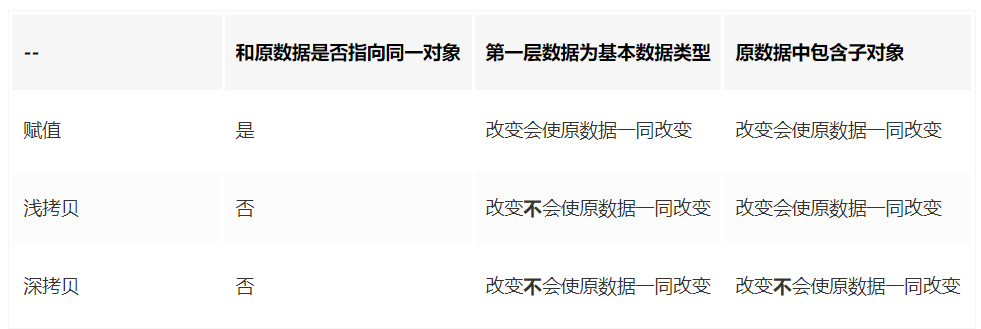 -- 和原数据是否指向同一对象 第一层数据为基本数据类型 原数据中包含子对象
赋值 是 改变会使原数据一同改变 改变会使原数据一同改变
浅拷贝 否 改变不会使原数据一同改变 改变会使原数据一同改变
深拷贝 否 改变不会使原数据一同改变 改变不会使原数据一同改变